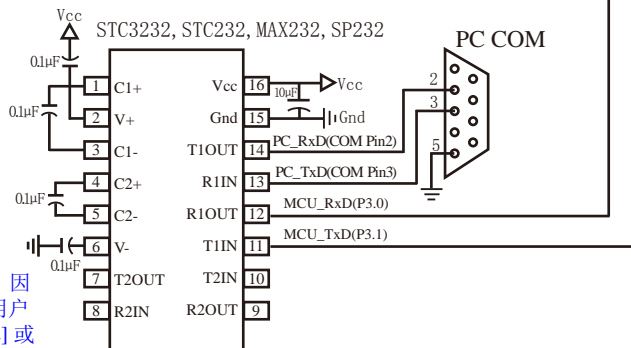 Vcc
STC3232, STC232, MAX232, SP232
PC COM
0.1μF
0.1μF
1 C1+ Vcc 16 Vcc
10μF
2 V+ Gnd 15 Gnd
3 C1- T1OUT 14 PC_RxD(COM Pin2)
4 C2+ R1IN 13 PC_TxD(COM Pin3)
0.1μF
5 C2- R1OUT 12 MCU_RxD(P3.0)
6 V- T1IN 11 MCU_TxD(P3.1)
0.1μF
7 T2OUT T2IN 10
8 R2IN R2OUT 9
2
3
5
因
用户
] 或